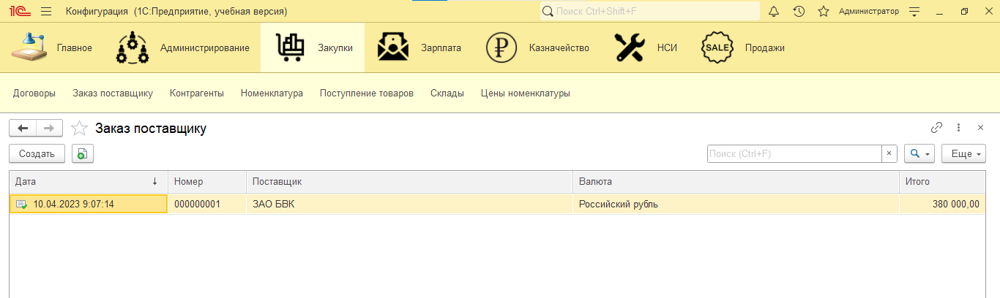 1С Конфигурация (1С:Предприятие, учебная версия) Поиск Ctrl+Shift+F Администратор
Главное Администрирование Закупки Зарплата Казначейство НСИ SALE Продажи
Договоры Заказ поставщику Контрагенты Номенклатура Поступление товаров Склады Цены номенклатуры
Заказ поставщику
Создать Поиск (Ctrl+F) Еще
Дата Номер Поставщик Валюта Итого
10.04.2023 9:07:14 000000001 ЗАО БВК Российский рубль 380 000,00